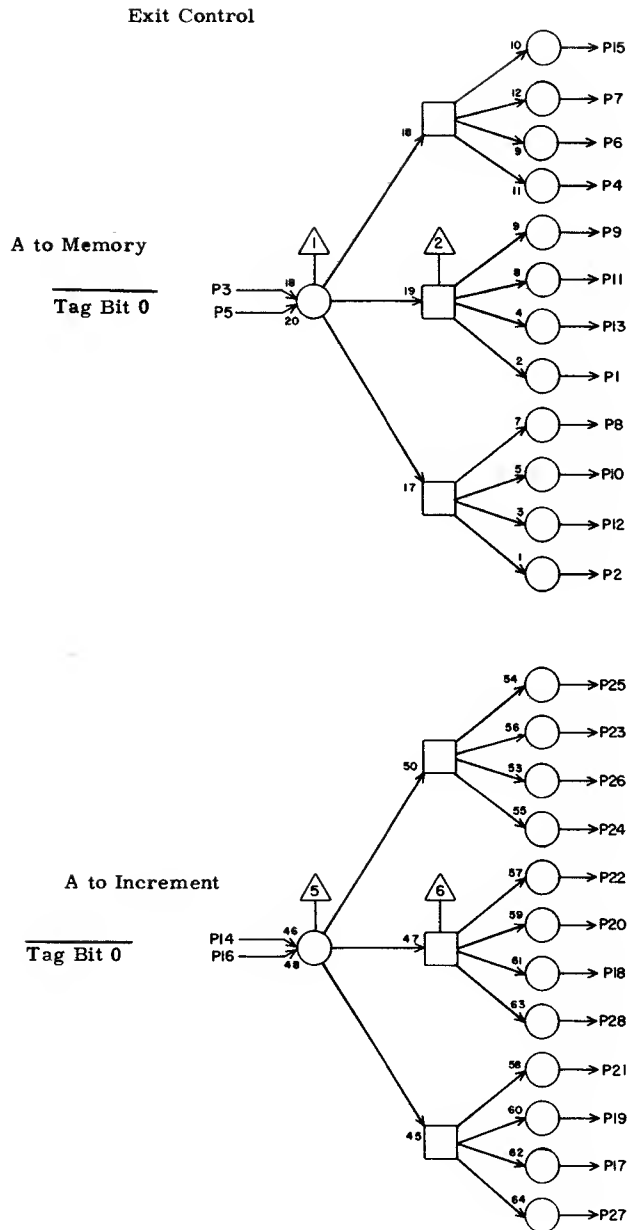 Exit Control
10 P15
12 P7
18
9 P6
11 P4
9 P9
A to Memory
1 2
8 P11
P3 18 19
Tag Bit 0
P5 20
4 P13
2 P1
7 P8
17 5 P10
3 P12
1 P2
54 P25
56 P23
50
53 P26
55 P24
A to Increment
5 6
57 P22
59 P20
P14 46 47
Tag Bit 0
P16 48
61 P18
63 P28
58 P21
45 60 P19
62 P17
64 P27